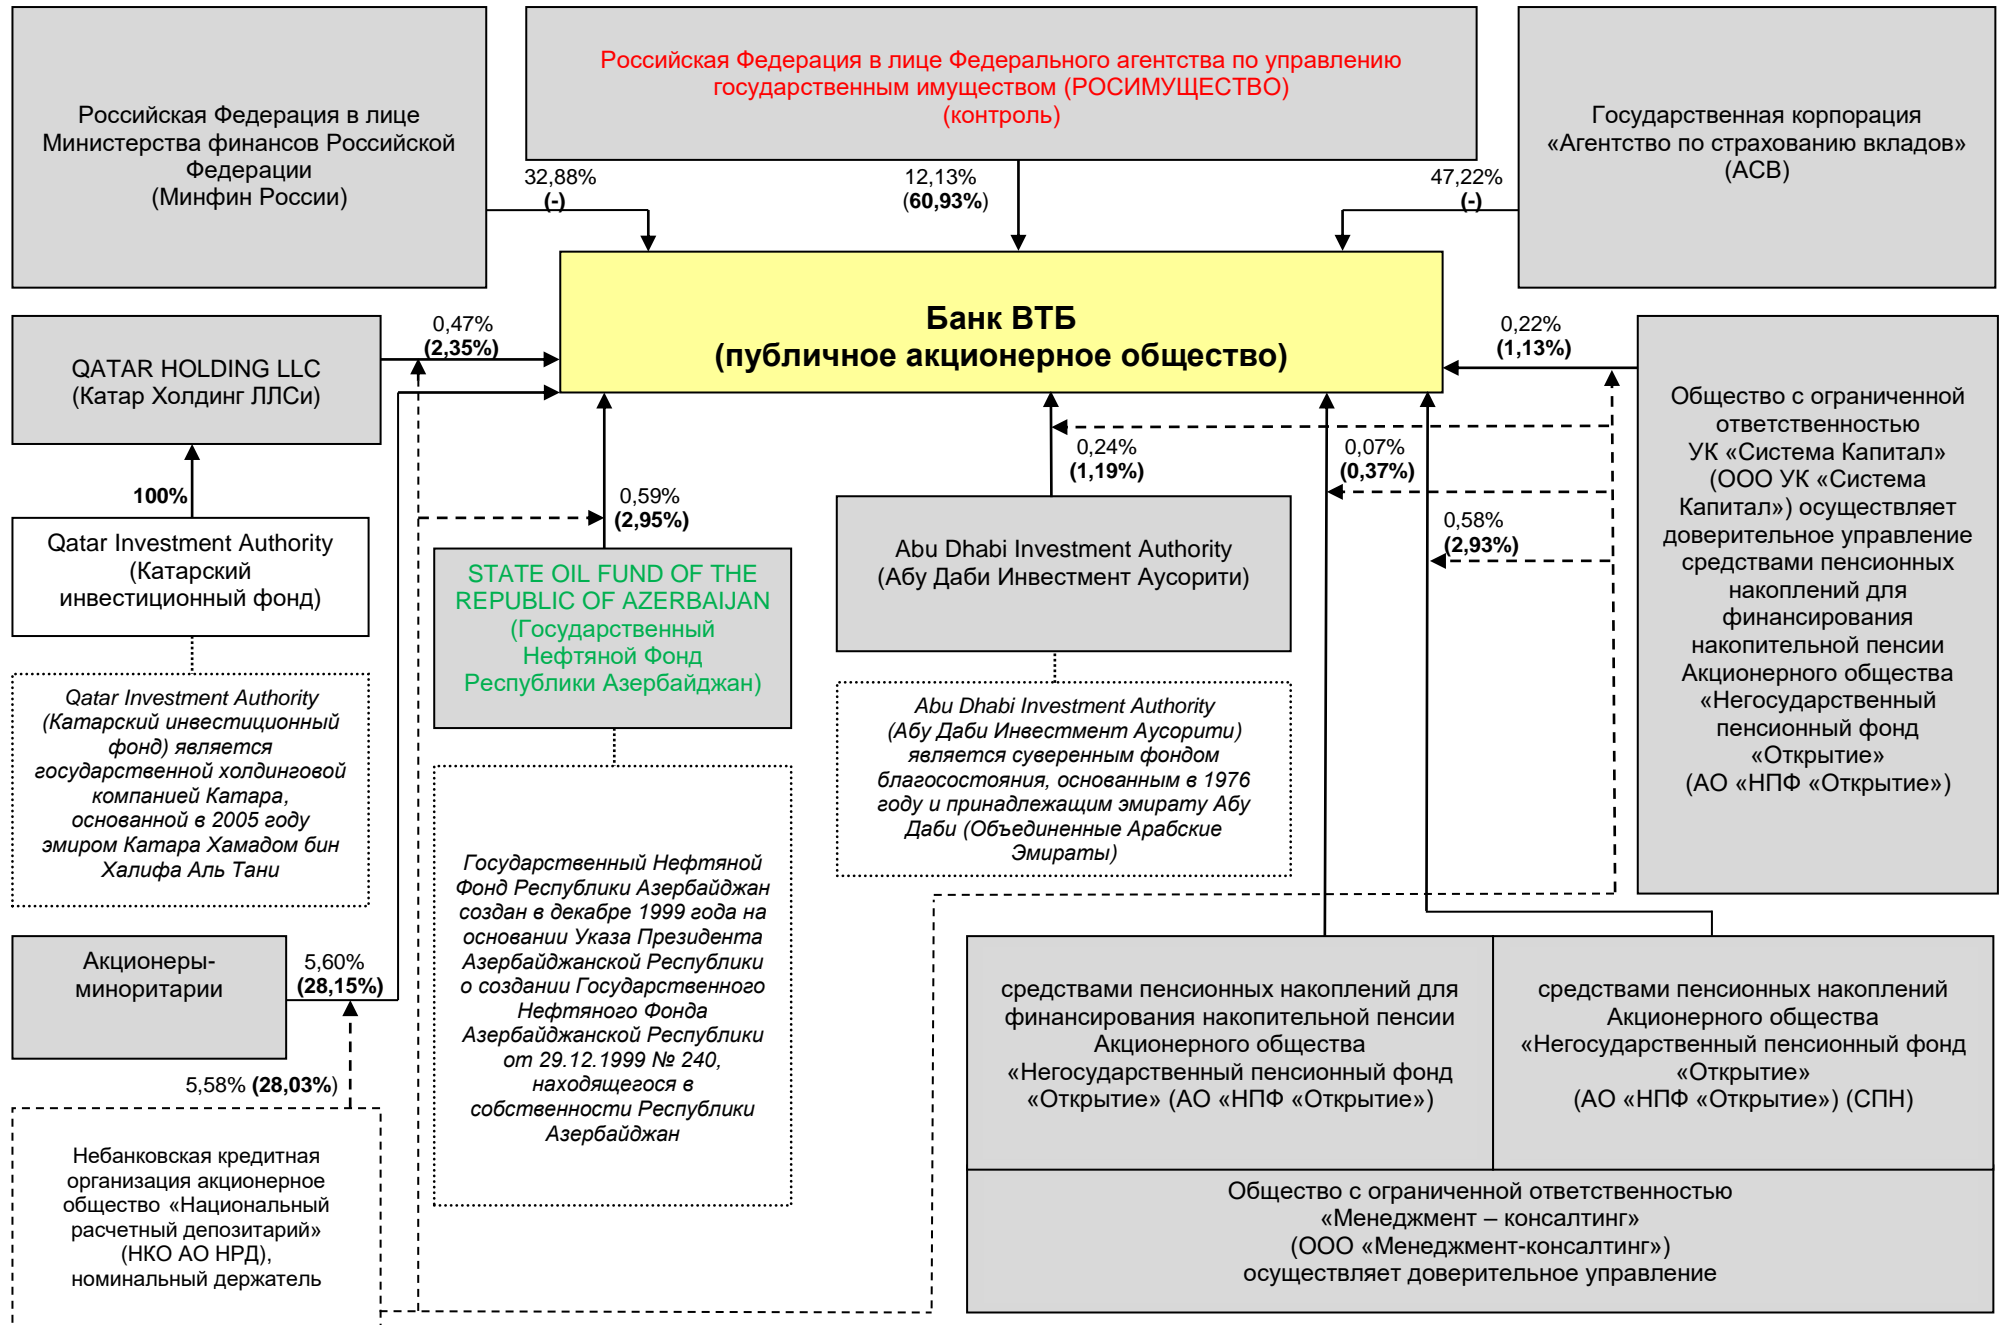 Российская Федерация в лице
Министерства финансов Российской
Федерации
(Минфин России)
Российская Федерация в лице Федерального агентства по управлению
государственным имуществом (РОСИМУЩЕСТВО)
(контроль)
Государственная корпорация
«Агентство по страхованию вкладов»
(АСВ)
32,88%
(-)
12,13%
(60,93%)
47,22%
(-)
Банк ВТБ
(публичное акционерное общество)
QATAR HOLDING LLC
(Катар Холдинг ЛЛСи)
0,47%
(2,35%)
0,22%
(1,13%)
Общество с ограниченной
ответственностью
УК «Система Капитал»
(ООО УК «Система
Капитал») осуществляет
доверительное управление
средствами пенсионных
накоплений для
финансирования
накопительной пенсии
Акционерного общества
«Негосударственный
пенсионный фонд
«Открытие»
(АО «НПФ «Открытие»)
100%
0,59%
(2,95%)
0,24%
(1,19%)
0,07%
(0,37%)
0,58%
(2,93%)
Qatar Investment Authority
(Катарский
инвестиционный фонд)
STATE OIL FUND OF THE
REPUBLIC OF AZERBAIJAN
(Государственный
Нефтяной Фонд
Республики Азербайджан)
Abu Dhabi Investment Authority
(Абу Даби Инвестмент Аусорити)
Qatar Investment Authority
(Катарский инвестиционный
фонд) является
государственной холдинговой
компанией Катара,
основанной в 2005 году
эмиром Катара Хамадом бин
Халифа Аль Тани
Государственный Нефтяной
Фонд Республики Азербайджан
создан в декабре 1999 года на
основании Указа Президента
Азербайджанской Республики
о создании Государственного
Нефтяного Фонда
Азербайджанской Республики
от 29.12.1999 № 240,
находящегося в
собственности Республики
Азербайджан
Abu Dhabi Investment Authority
(Абу Даби Инвестмент Аусорити)
является суверенным фондом
благосостояния, основанным в 1976
году и принадлежащим эмирату Абу
Даби (Объединенные Арабские
Эмираты)
Акционеры-
миноритарии
5,60%
(28,15%)
5,58% (28,03%)
Небанковская кредитная
организация акционерное
общество «Национальный
расчетный депозитарий»
(НКО АО НРД),
номинальный держатель
средствами пенсионных накоплений для
финансирования накопительной пенсии
Акционерного общества
«Негосударственный пенсионный фонд
«Открытие» (АО «НПФ «Открытие»)
средствами пенсионных накоплений
Акционерного общества
«Негосударственный пенсионный фонд
«Открытие»
(АО «НПФ «Открытие») (СПН)
Общество с ограниченной ответственностью
«Менеджмент – консалтинг»
(ООО «Менеджмент-консалтинг»)
осуществляет доверительное управление